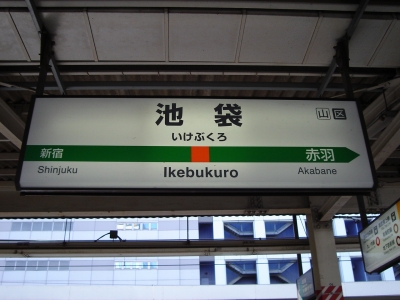 池袋
山 区
いけぶくろ
新宿
赤羽
Shinjuku
Ikebukuro
Akabane